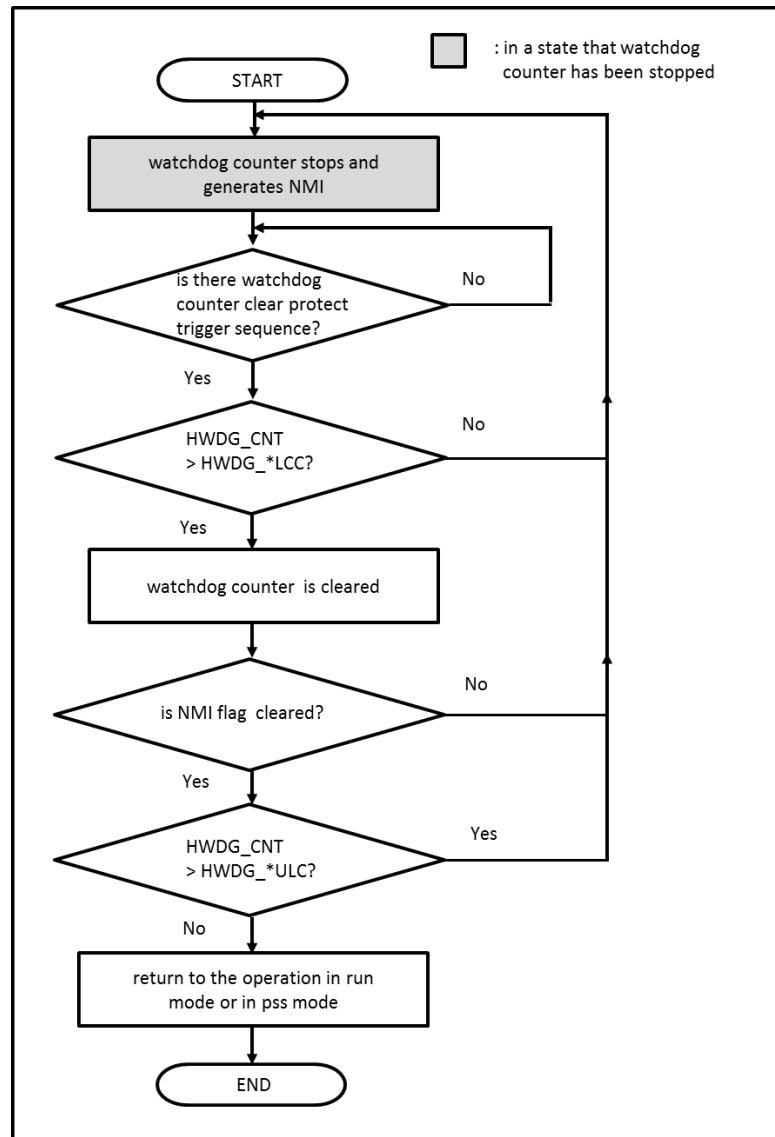 : in a state that watchdog
counter has been stopped
START
watchdog counter stops and
generates NMI
is there watchdog
counter clear protect
trigger sequence?
No
Yes
HWDG_CNT
> HWDG_*LCC?
No
Yes
watchdog counter is cleared
is NMI flag cleared?
No
Yes
HWDG_CNT
> HWDG_*ULC?
Yes
No
return to the operation in run
mode or in pss mode
END